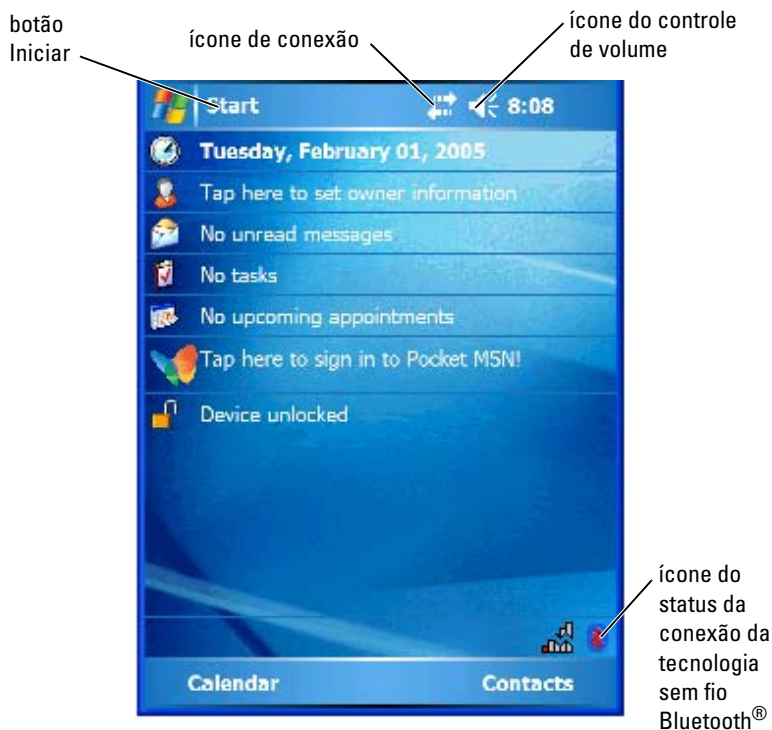 botão
Iniciar
ícone de conexão
ícone do controle
de volume
Start
8:08
Tuesday, February 01, 2005
Tap here to set owner information
No unread messages
No tasks
No upcoming appointments
Tap here to sign in to Pocket MSN!
Device unlocked
ícone do
status da
conexão da
tecnologia
sem fio
Bluetooth®
Calendar
Contacts